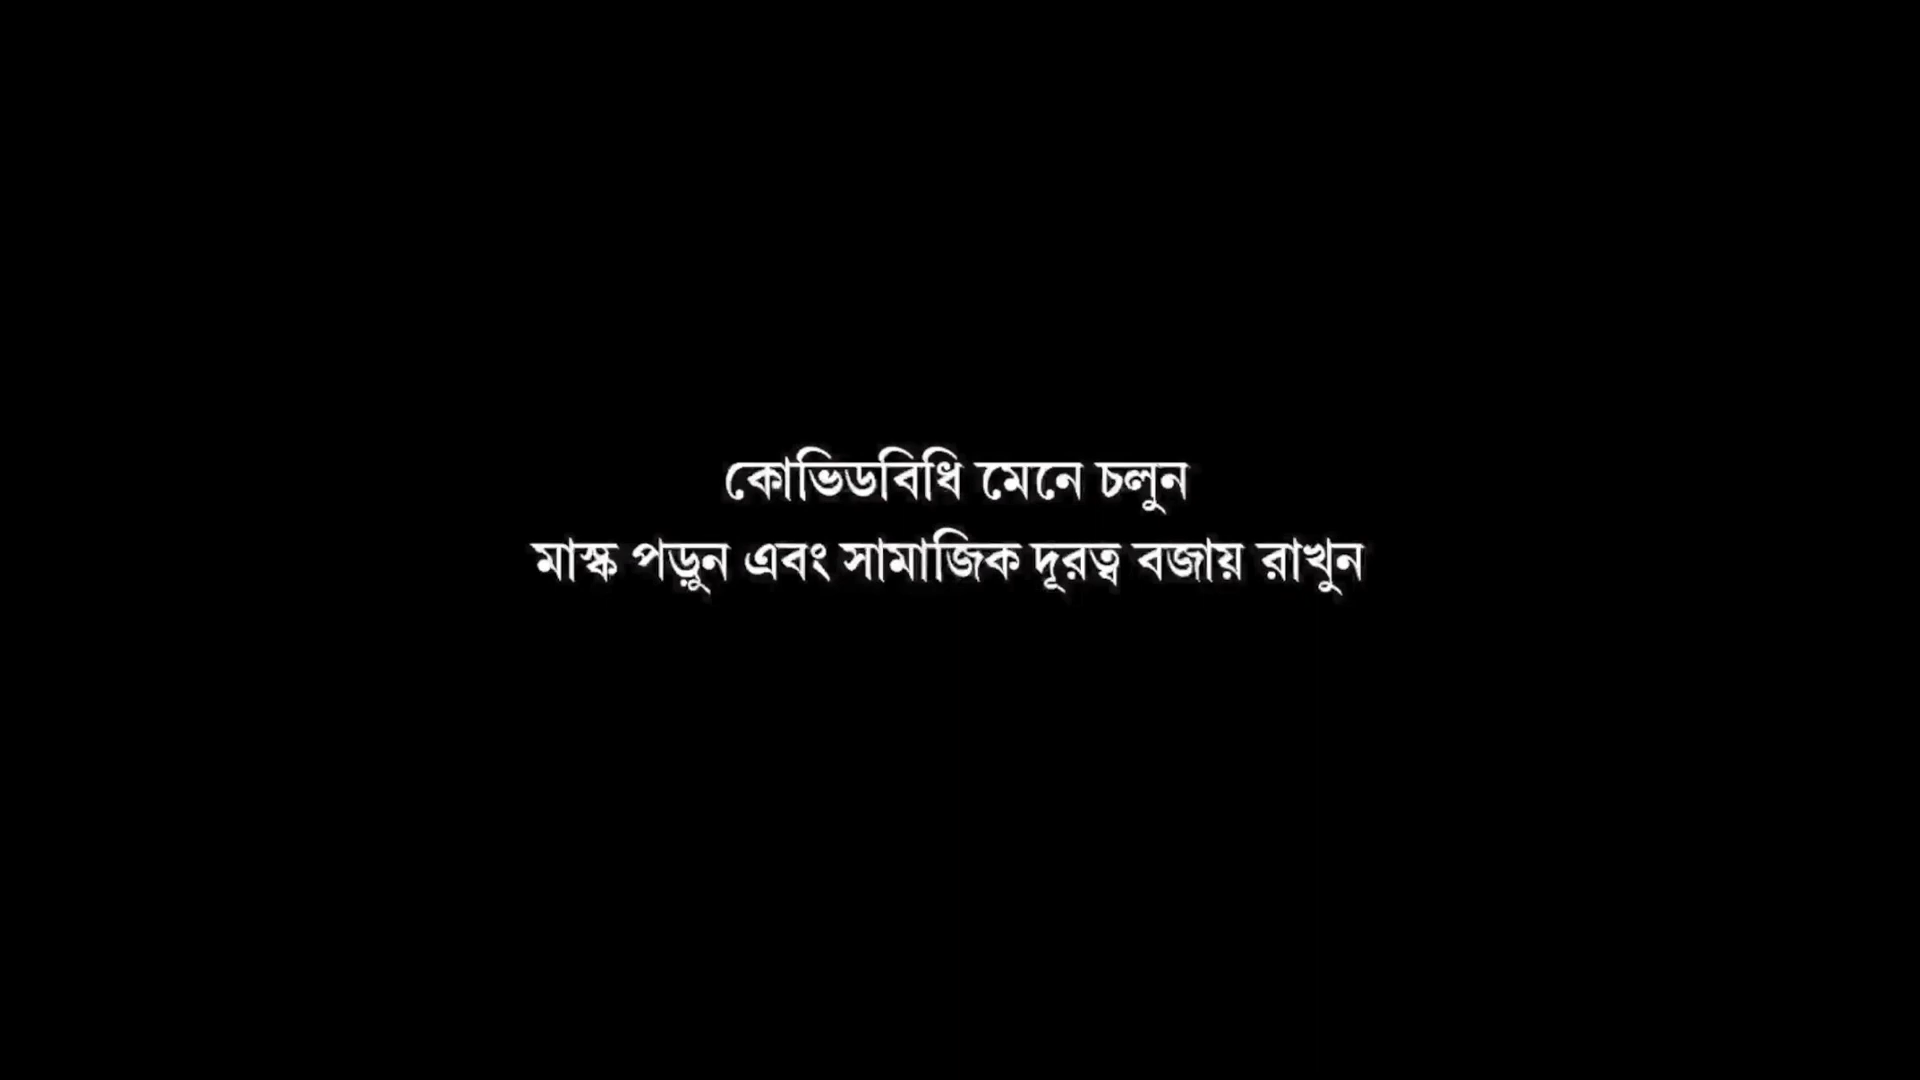 কোভিডবিধি মেনে চলুন
মাস্ক পড়ুন এবং সামাজিক দূরত্ব বজায় রাখুন